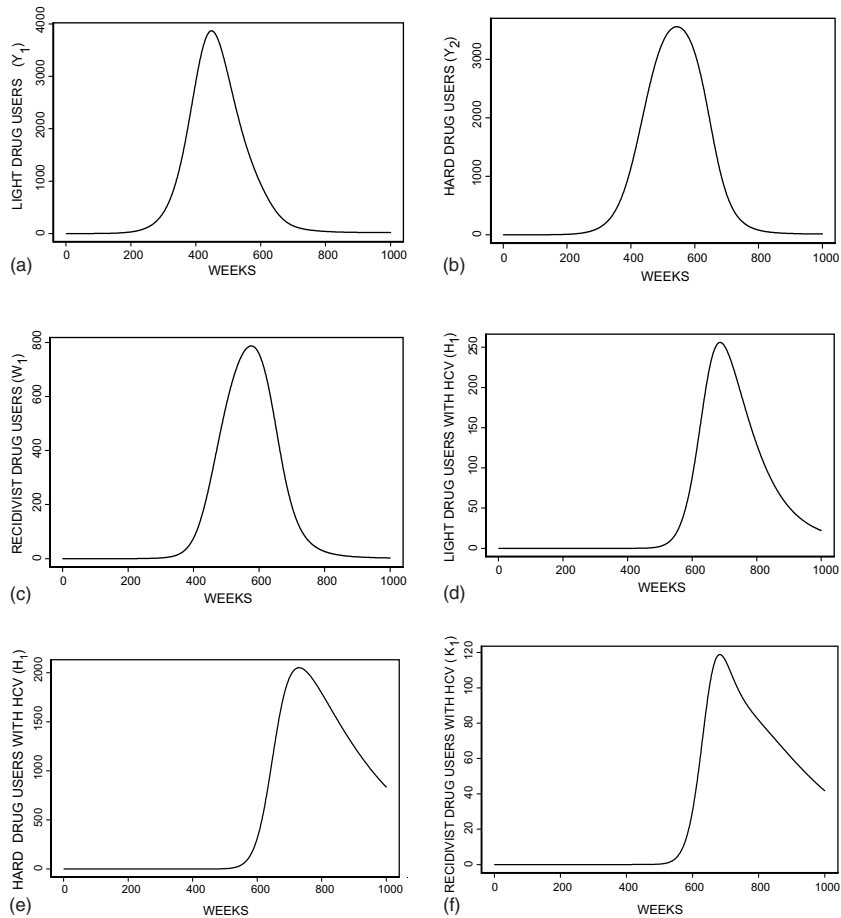 4000
3000
2000
1000
0
LIGHT DRUG USERS (Y1)
0 200 400 600 800 1000
WEEKS
(a)
3000
2000
1000
0
HARD DRUG USERS (Y2)
0 200 400 600 800 1000
WEEKS
(b)
800
600
400
200
0
RECIDIVIST DRUG USERS (W1)
0 200 400 600 800 1000
WEEKS
(c)
250
200
150
100
50
0
LIGHT DRUG USERS WITH HCV (H1)
0 200 400 600 800 1000
WEEKS
(d)
2000
1500
1000
500
0
HARD DRUG USERS WITH HCV (H1)
0 200 400 600 800 1000
WEEKS
(e)
120
100
80
60
40
20
0
RECIDIVIST DRUG USERS WITH HCV ( K1)
0 200 400 600 800 1000
WEEKS
(f)